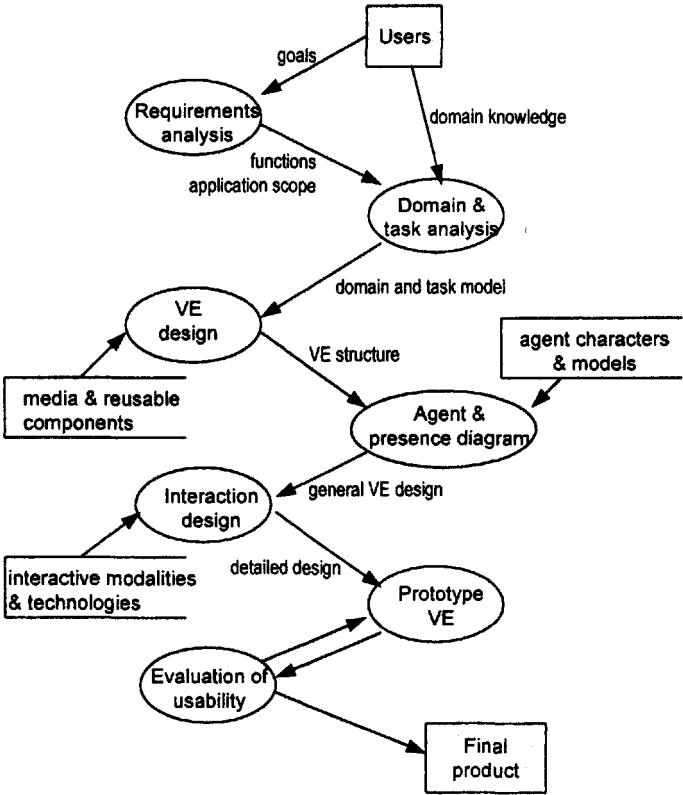 Users
goals
Requirements
analysis
domain knowledge
functions
application scope
Domain &
task analysis
domain and task model
VE
design
VE structure
agent characters
& models
media & reusable
components
Agent &
presence diagram
general VE design
Interaction
design
detailed design
interactive modalities
& technologies
Prototype
VE
Evaluation of
usability
Final
product